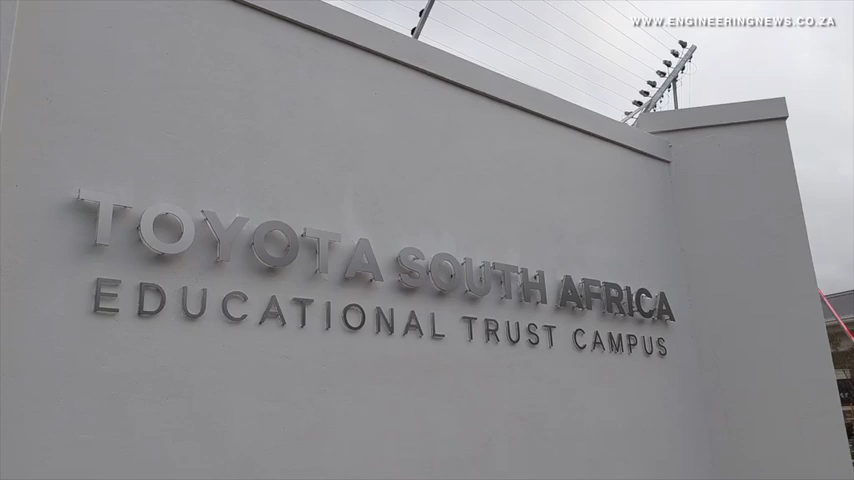 WWW.ENGINEERINGNEWS.CO.ZA
TOYOTA SOUTH AFRICA
EDUCATIONAL TRUST CAMPUS